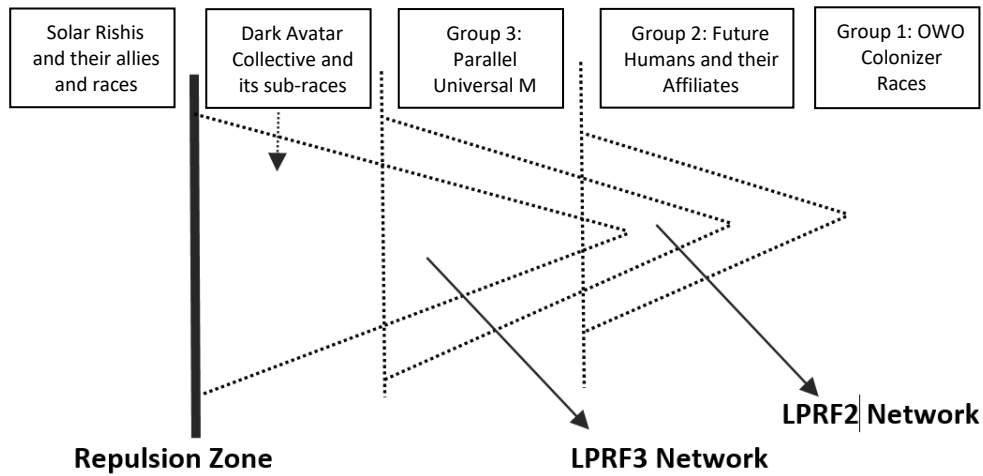 Solar Rishis
and their allies
and races
Dark Avatar
Collective and
its sub-races
Group 3:
Parallel
Universal M
Group 2: Future
Humans and their
Affiliates
Group 1: OWO
Colonizer
Races
LPRF2 Network
Repulsion Zone
LPRF3 Network